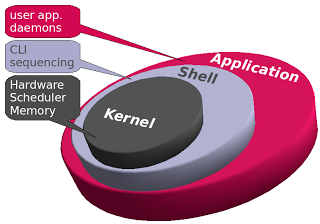 user app.
daemons
CLI
sequencing
Hardware
Scheduler
Memory
Application
Shell
Kernel